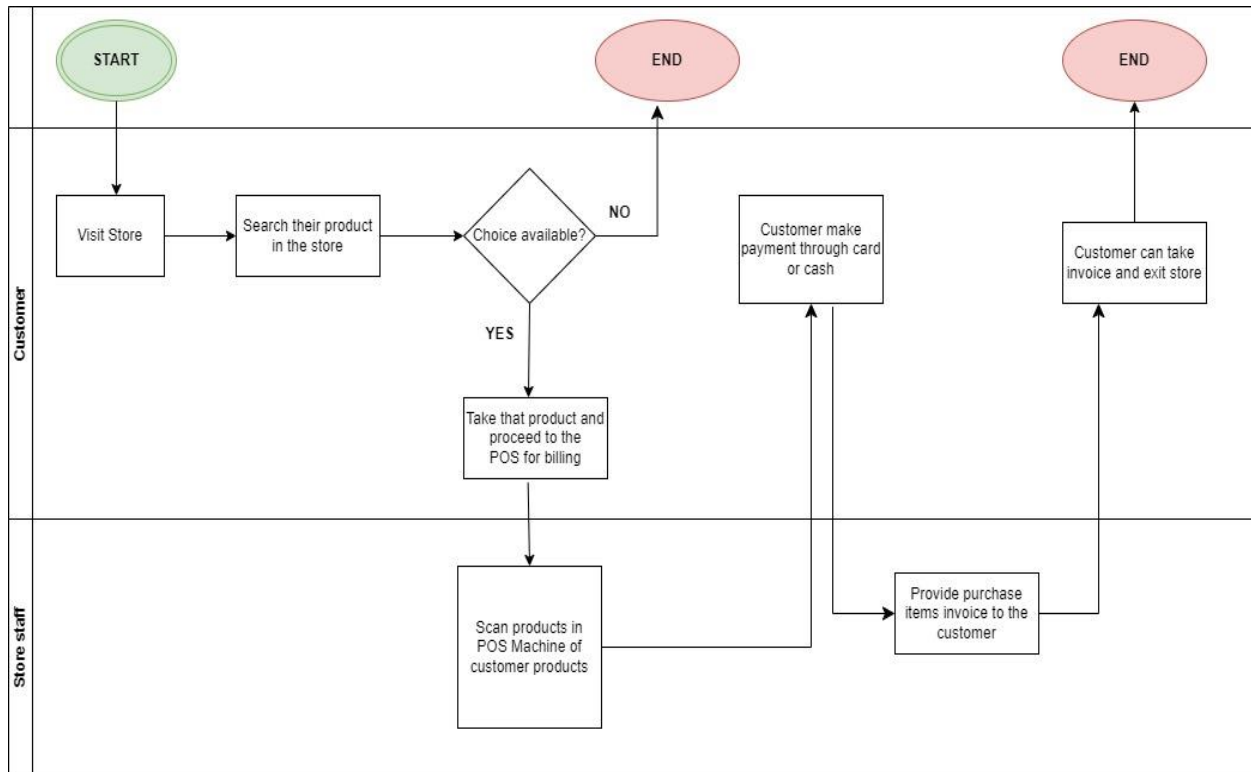 START
END
END
Customer
Visit Store
Search their product
in the store
Choice available?
NO
YES
Take that product and
proceed to the
POS for billing
Customer make
payment through card
or cash
Customer can take
invoice and exit store
Store staff
Scan products in
POS Machine of
customer products
Provide purchase
items invoice to the
customer